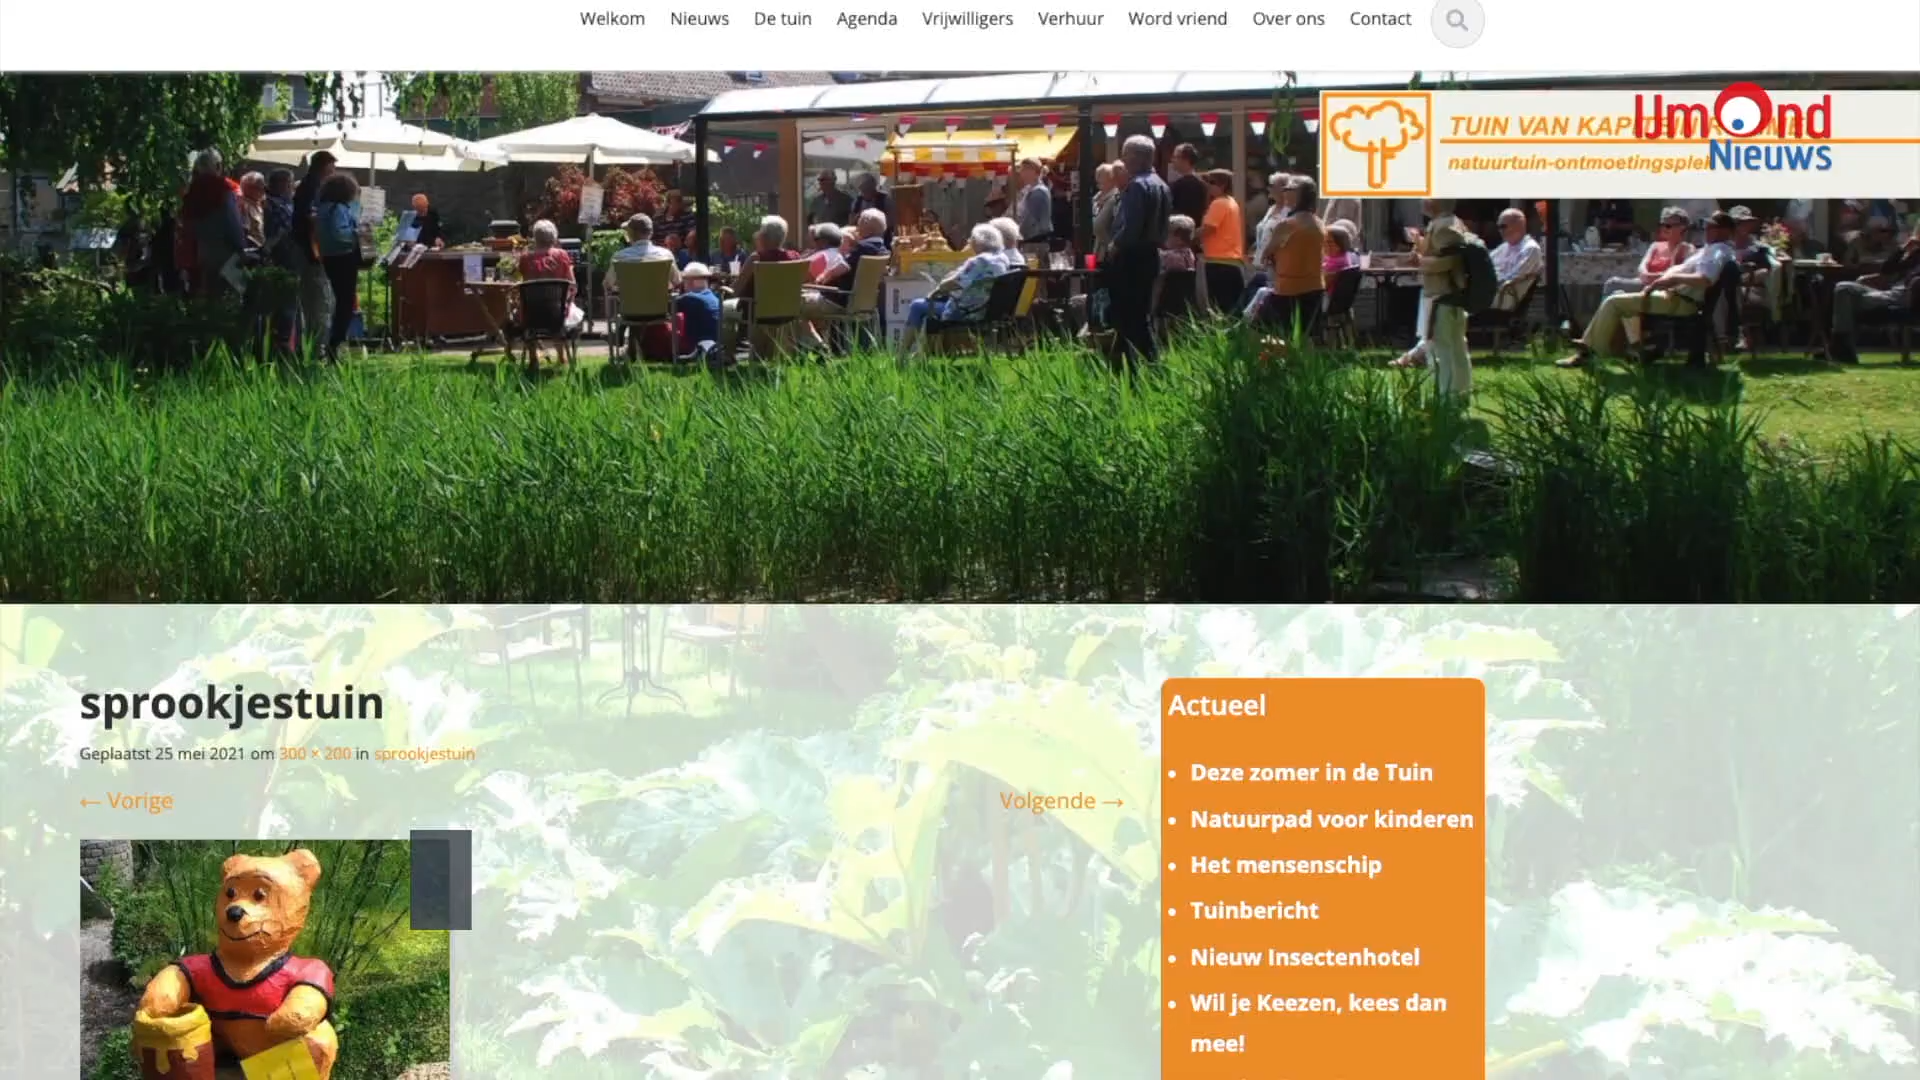 Welkom Nieuws De tuin Agenda Vrijwilligers Verhuur Word vriend Over ons Contact
TUIN VAN
IJmOnd
Nieuws
natuurtuin-ontmoetingsplek
sprookjestuin
Geplaatst 25 mei 2021 om 300 × 200 in sprookjestuin
← Vorige
Volgende →
Actueel
• Deze zomer in de Tuin
• Natuurpad voor kinderen
• Het mensenschip
• Tuinbericht
• Nieuw Insectenhotel
• Wil je Keezen, kees dan
mee!